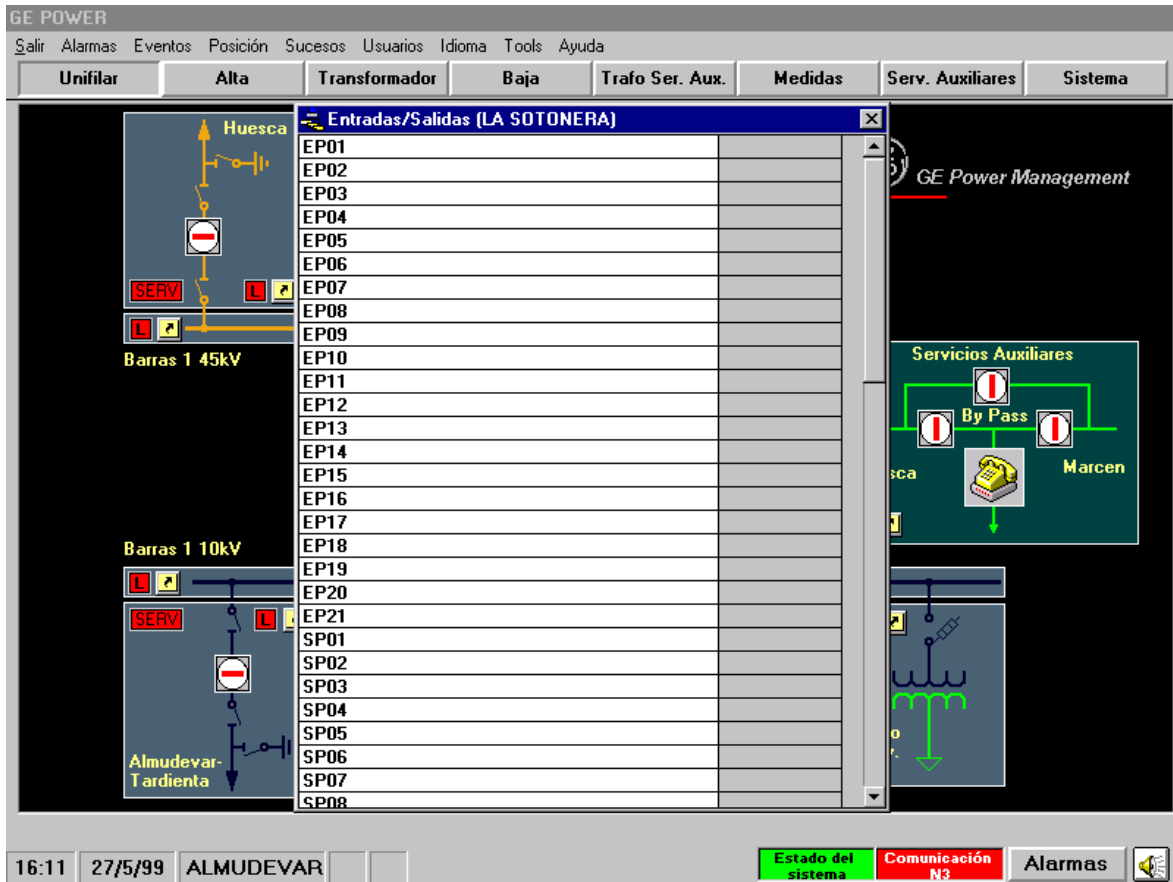 GE POWER
Salir Alarmas Eventos Posición Sucesos Usuarios Idioma Tools Ayuda
Unifilar Alta Transformador Baja Trafo Ser. Aux. Medidas Serv. Auxiliares Sistema
Huesca
SERV
L
L
Barras 1 45kV
Barras 1 10kV
L
SERV
L
Almudevar-
Tardienta
Entradas/Salidas (LA SOTONERA)
EP01
EP02
EP03
EP04
EP05
EP06
EP07
EP08
EP09
EP10
EP11
EP12
EP13
EP14
EP15
EP16
EP17
EP18
EP19
EP20
EP21
SP01
SP02
SP03
SP04
SP05
SP06
SP07
SP08
GE Power Management
Servicios Auxiliares
By Pass
sca
Marcen
16:11 27/5/99 ALMUDEVAR
Estado del
sistema
Comunicación
N3
Alarmas